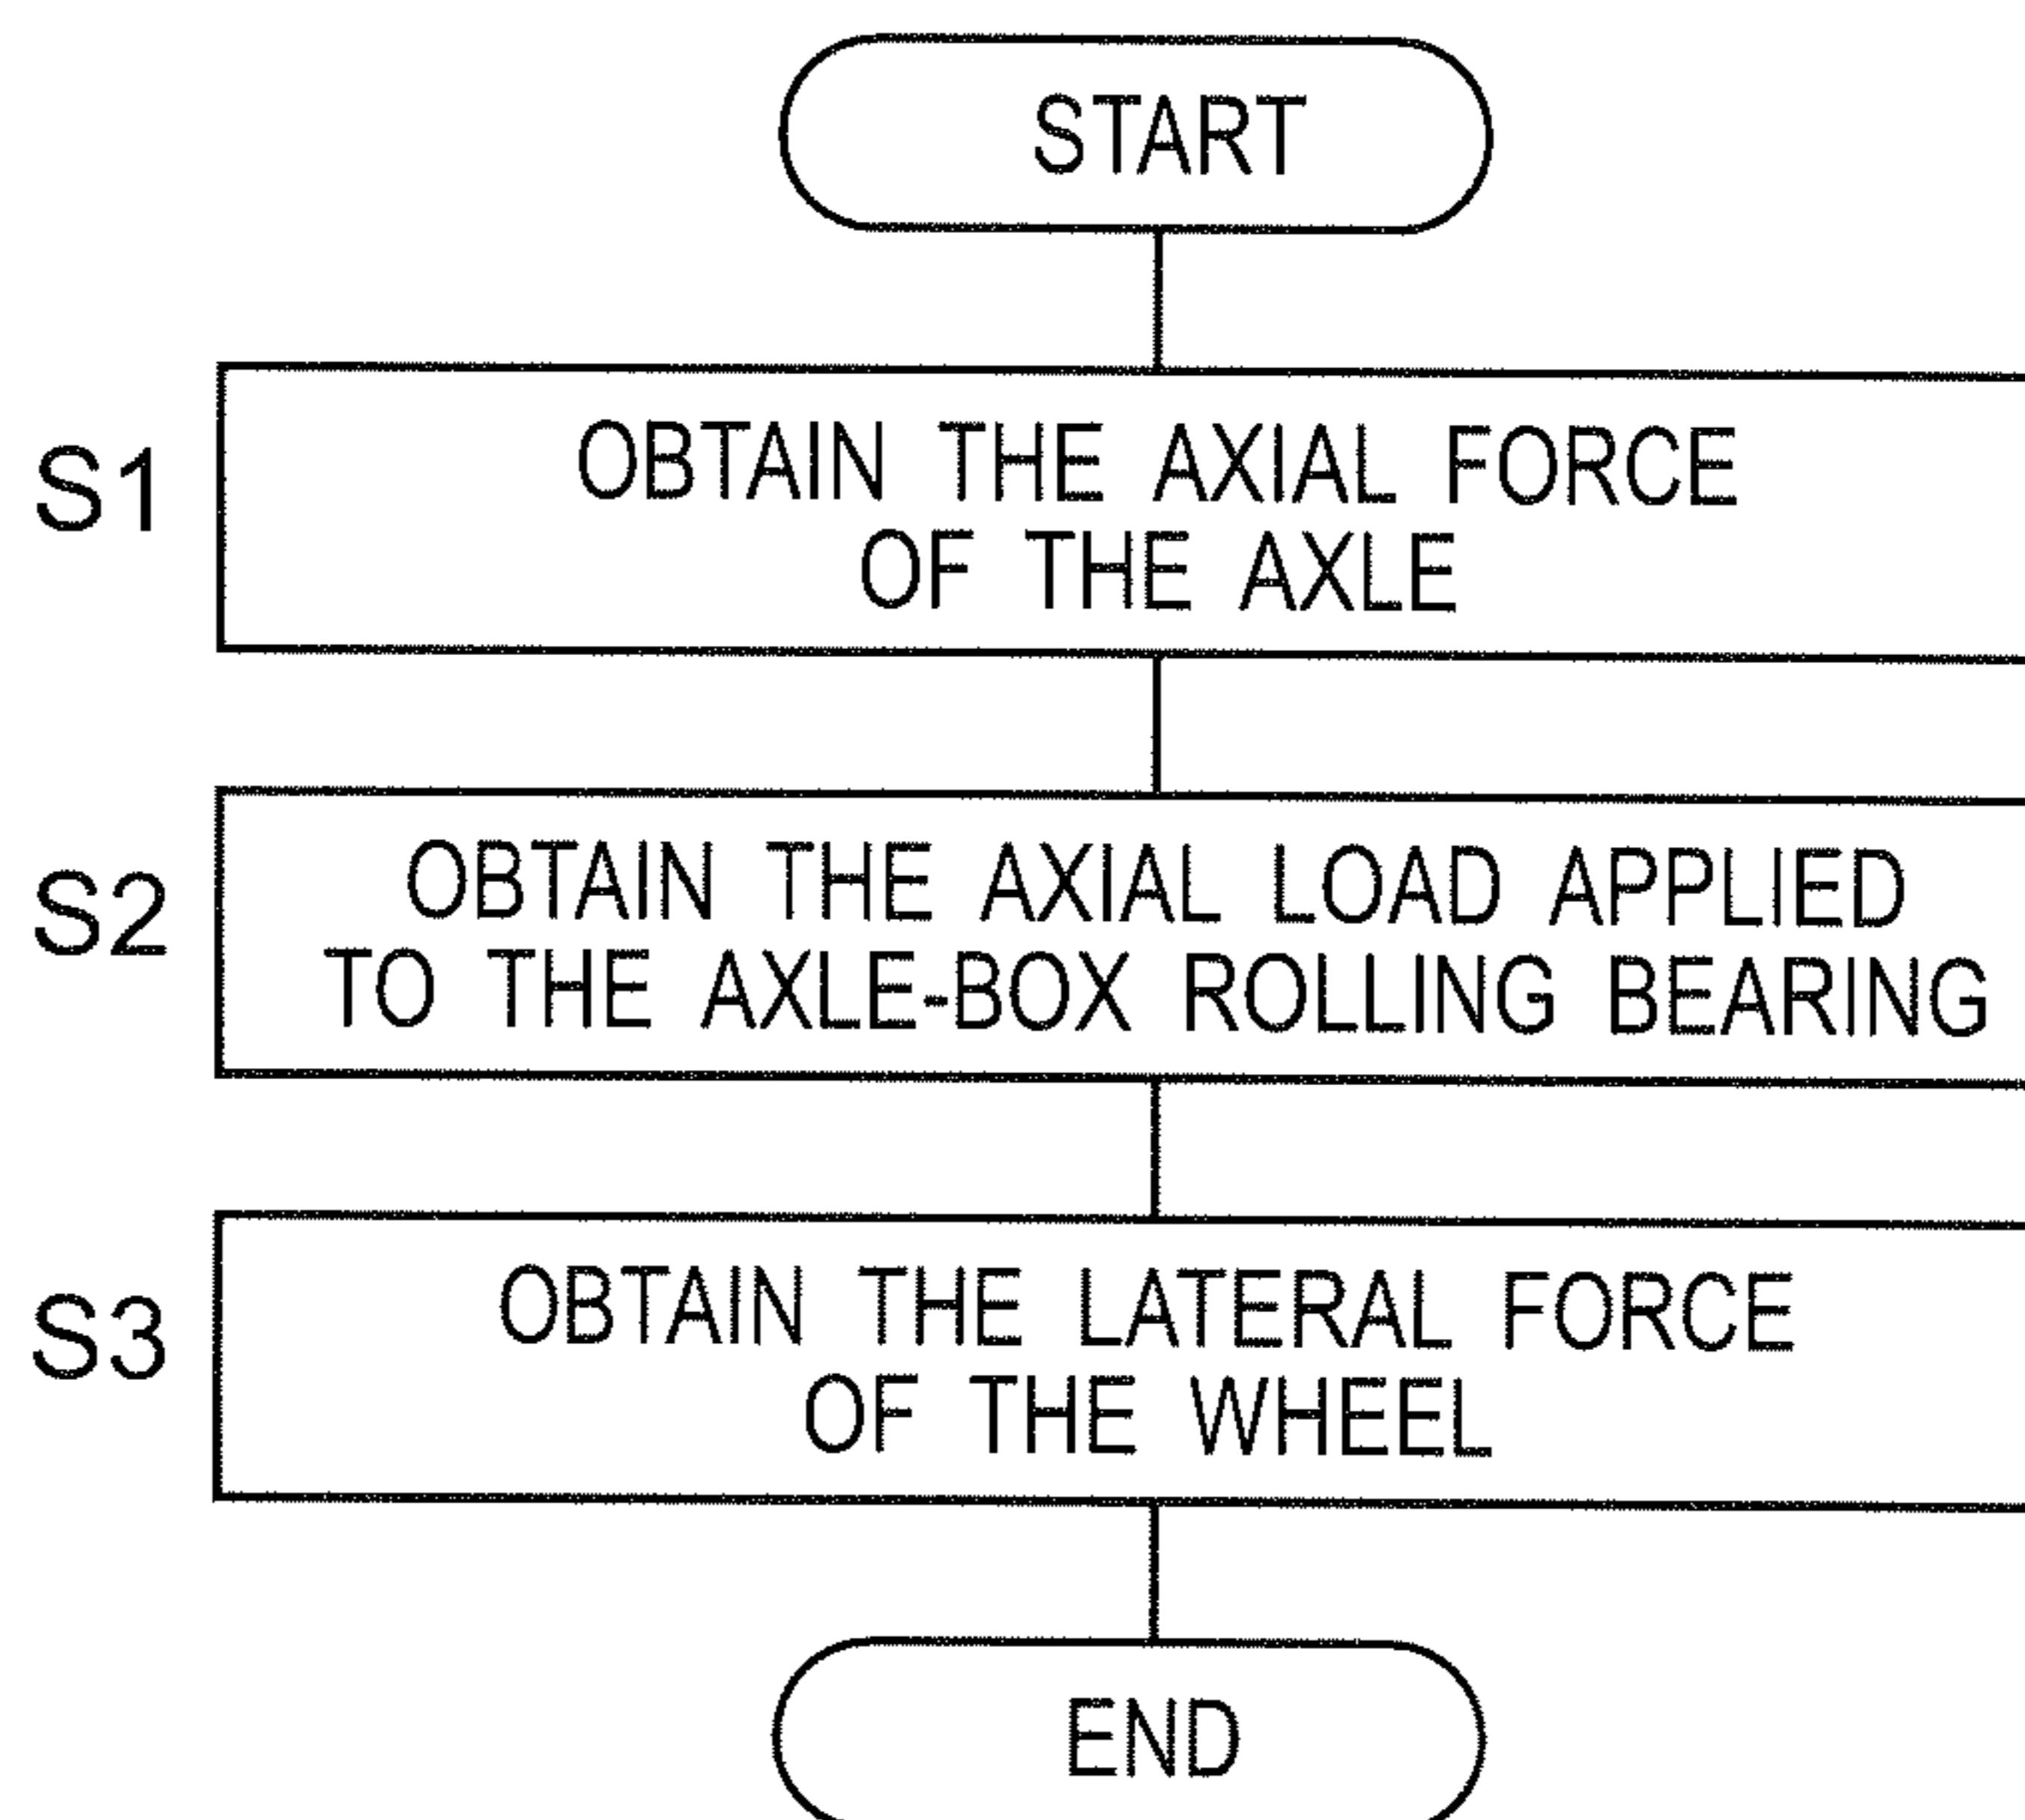 START
S1
OBTAIN THE AXIAL FORCE
OF THE AXLE
S2
OBTAIN THE AXIAL LOAD APPLIED
TO THE AXLE-BOX ROLLING BEARING
S3
OBTAIN THE LATERAL FORCE
OF THE WHEEL
END